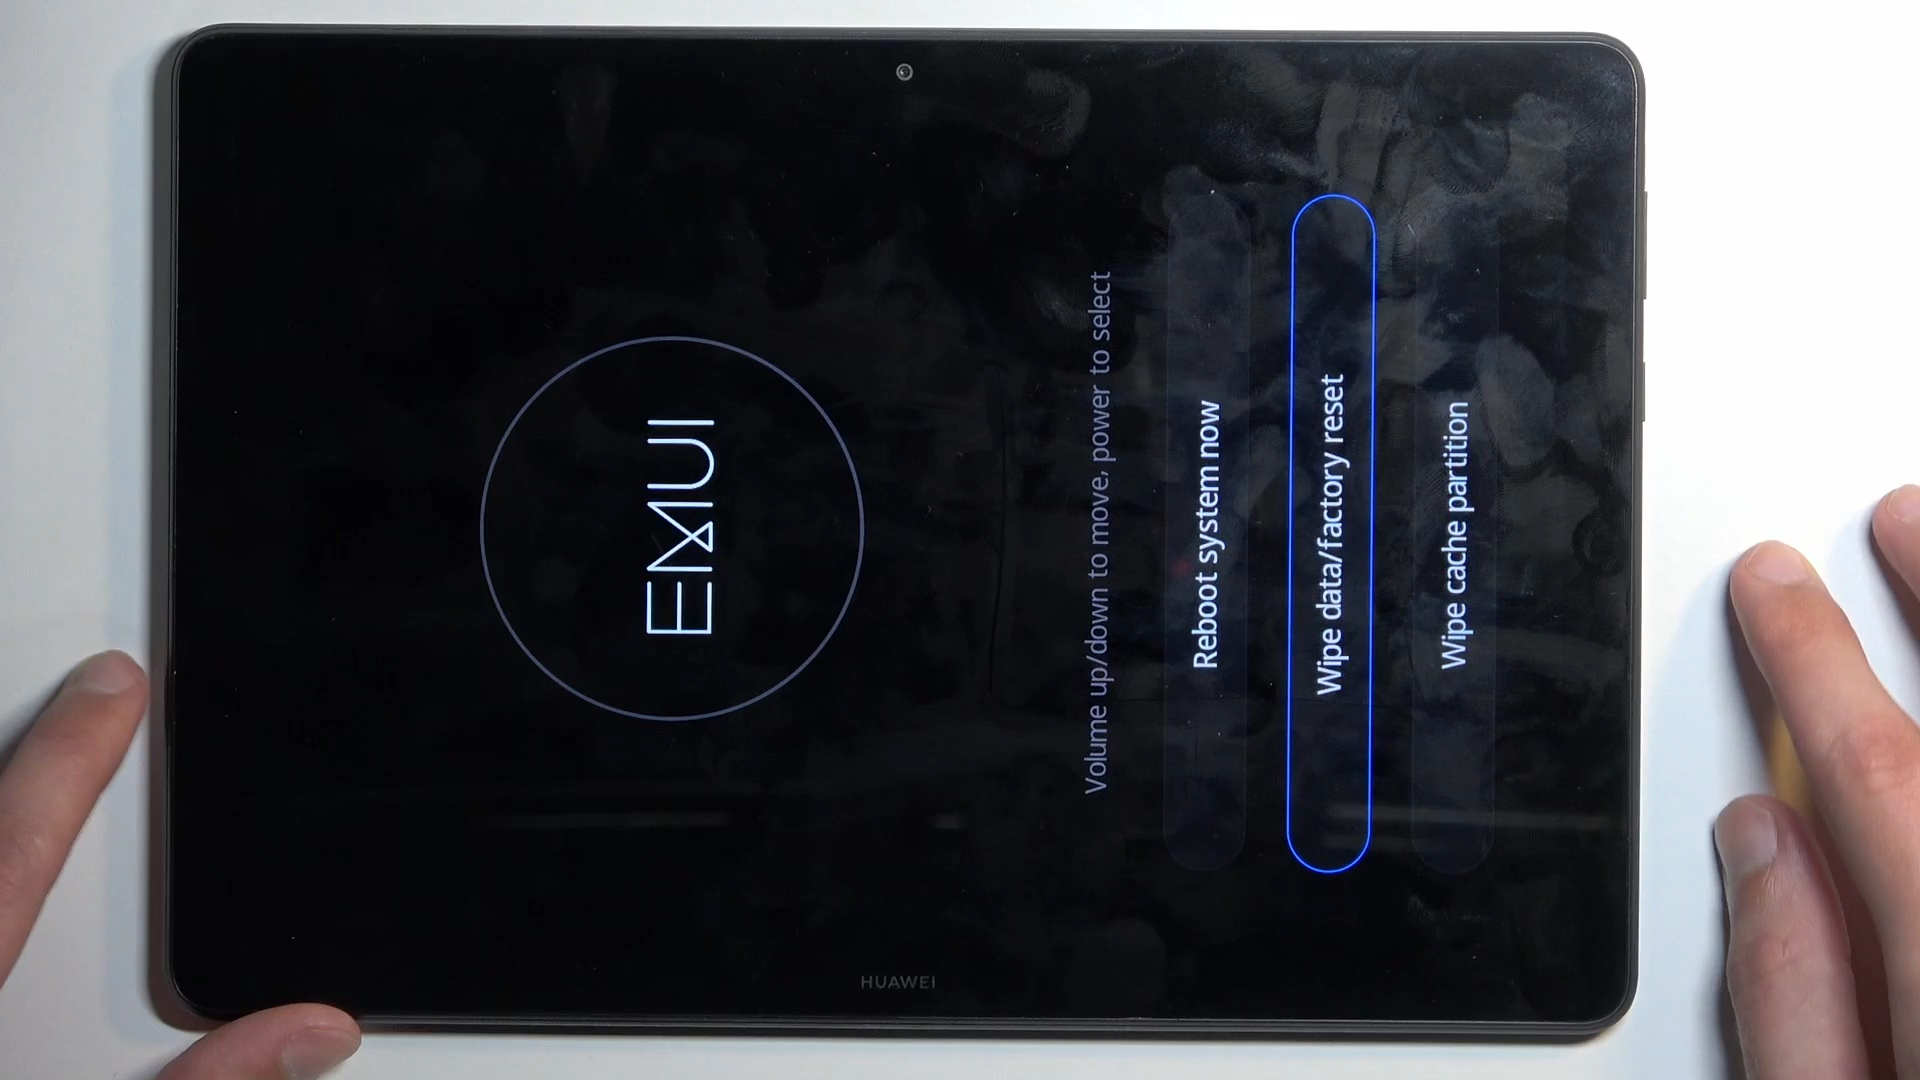 EMUI
Volume up/down to move, power to select
Reboot system now
Wipe data/factory reset
Wipe cache partition
HUAWEI